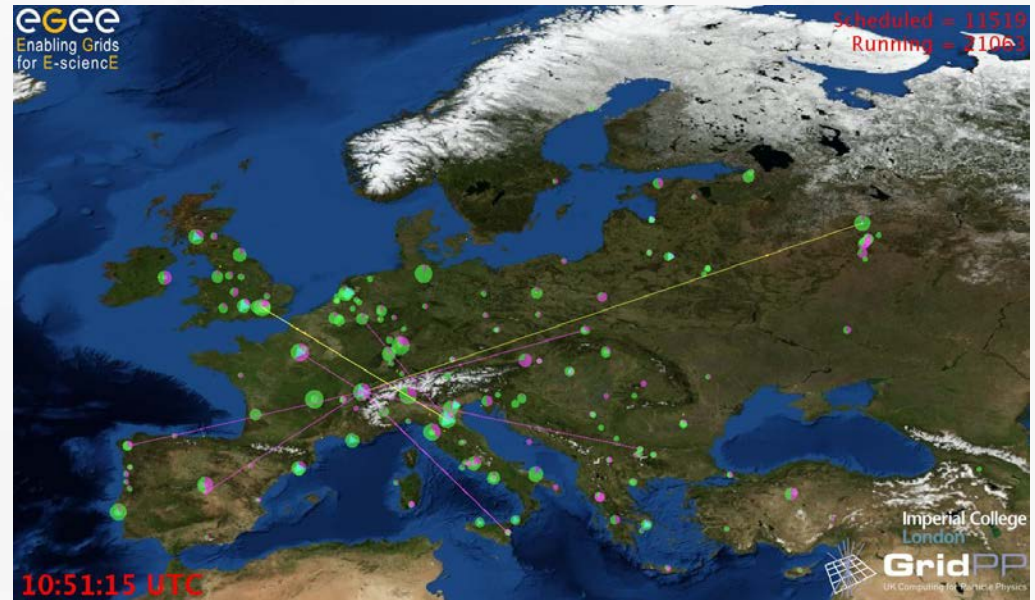 eGee
Enabling Grids
for E-sciencE
Scheduled = 11519
Running = 21063
10:51:15 UTC
Imperial College
London
GridPP
UK Computing for Particle Physics